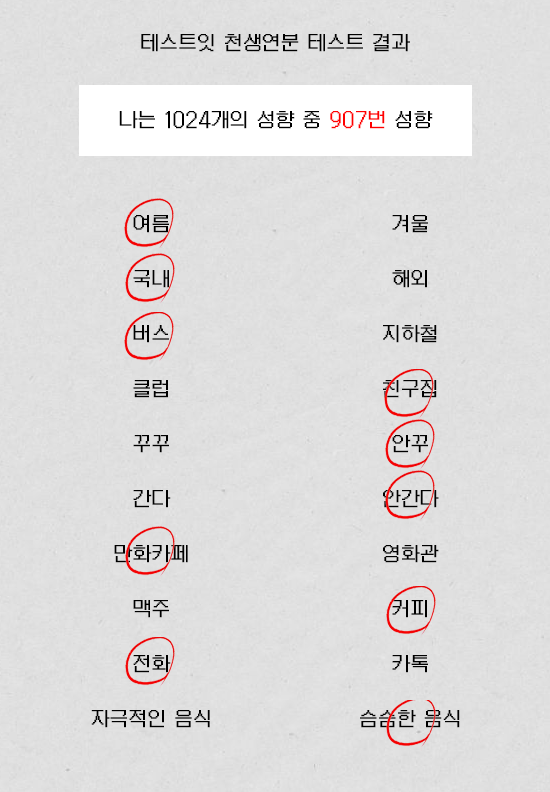 테스트잇 천생연분 테스트 결과
나는 1024개의 성향 중 907번 성향
여름 겨울
국내 해외
버스 지하철
클럽 친구집
꾸꾸 안꾸
간다 안간다
만화카페 영화관
맥주 커피
전화 카톡
자극적인 음식 슴슴한 음식